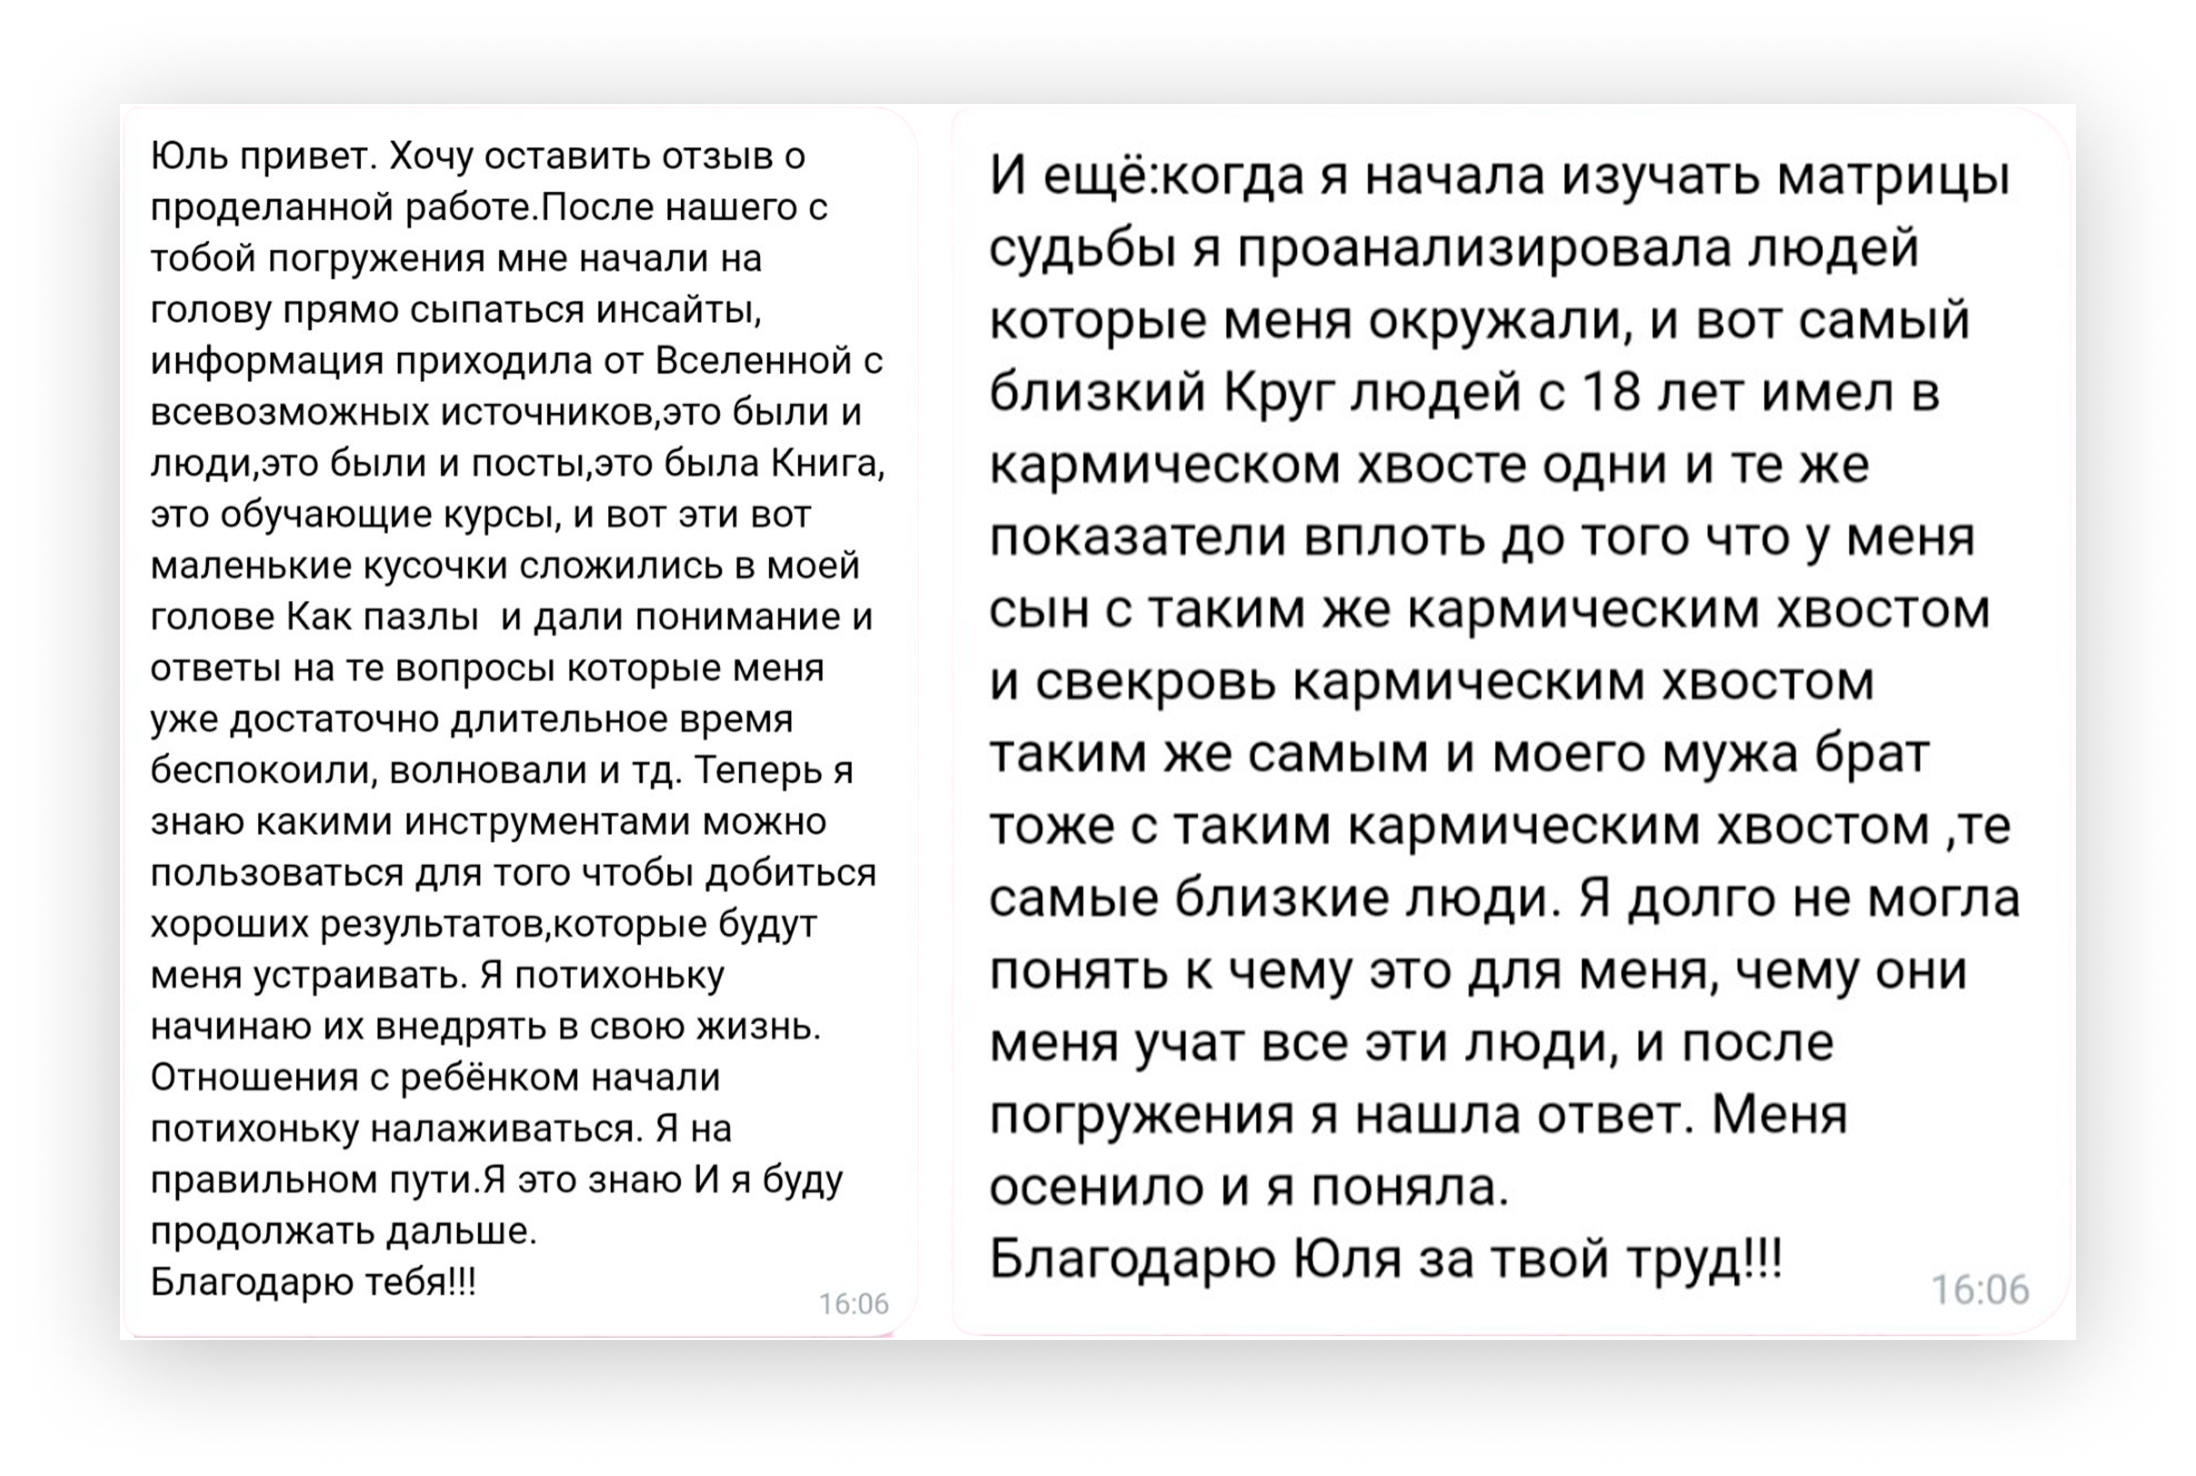 Юль привет. Хочу оставить отзыв о
проделанной работе.После нашего с
тобой погружения мне начали на
голову прямо сыпаться инсайты,
информация приходила от Вселенной с
всевозможных источников,это были и
люди,это были и посты,это была Книга,
это обучающие курсы, и вот эти вот
маленькие кусочки сложились в моей
голове Как пазлы  и дали понимание и
ответы на те вопросы которые меня
уже достаточно длительное время
беспокоили, волновали и тд. Теперь я
знаю какими инструментами можно
пользоваться для того чтобы добиться
хороших результатов,которые будут
меня устраивать. Я потихоньку
начинаю их внедрять в свою жизнь.
Отношения с ребёнком начали
потихоньку налаживаться. Я на
правильном пути.Я это знаю И я буду
продолжать дальше.
Благодарю тебя!!!
16:06
И ещё:когда я начала изучать матрицы
судьбы я проанализировала людей
которые меня окружали, и вот самый
близкий Круг людей с 18 лет имел в
кармическом хвосте одни и те же
показатели вплоть до того что у меня
сын с таким же кармическим хвостом
и свекровь кармическим хвостом
таким же самым и моего мужа брат
тоже с таким кармическим хвостом ,те
самые близкие люди. Я долго не могла
понять к чему это для меня, чему они
меня учат все эти люди, и после
погружения я нашла ответ. Меня
осенило и я поняла.
Благодарю Юля за твой труд!!!
16:06